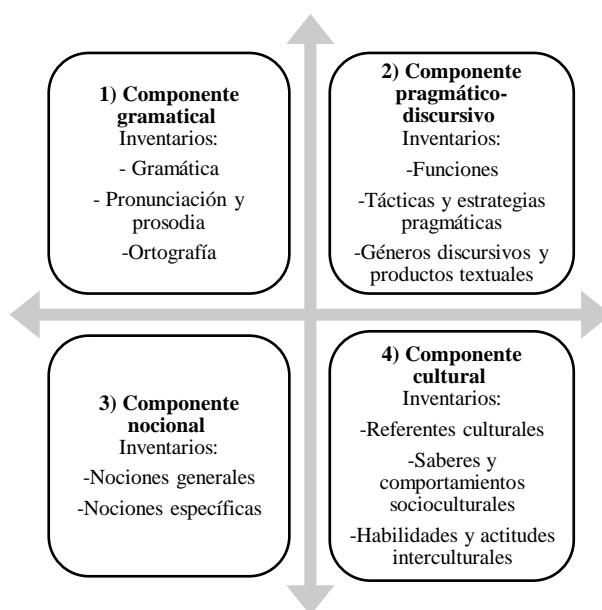 1) Componente
gramatical
Inventarios:
- Gramática
- Pronunciación y
prosodia
-Ortografía
2) Componente
pragmático-
discursivo
Inventarios:
-Funciones
-Tácticas y estrategias
pragmáticas
-Géneros discursivos y
productos textuales
3) Componente
nocional
Inventarios:
-Nociones generales
-Nociones específicas
4) Componente
cultural
Inventarios:
-Referentes culturales
-Saberes y
comportamientos
socioculturales
-Habilidades y actitudes
interculturales